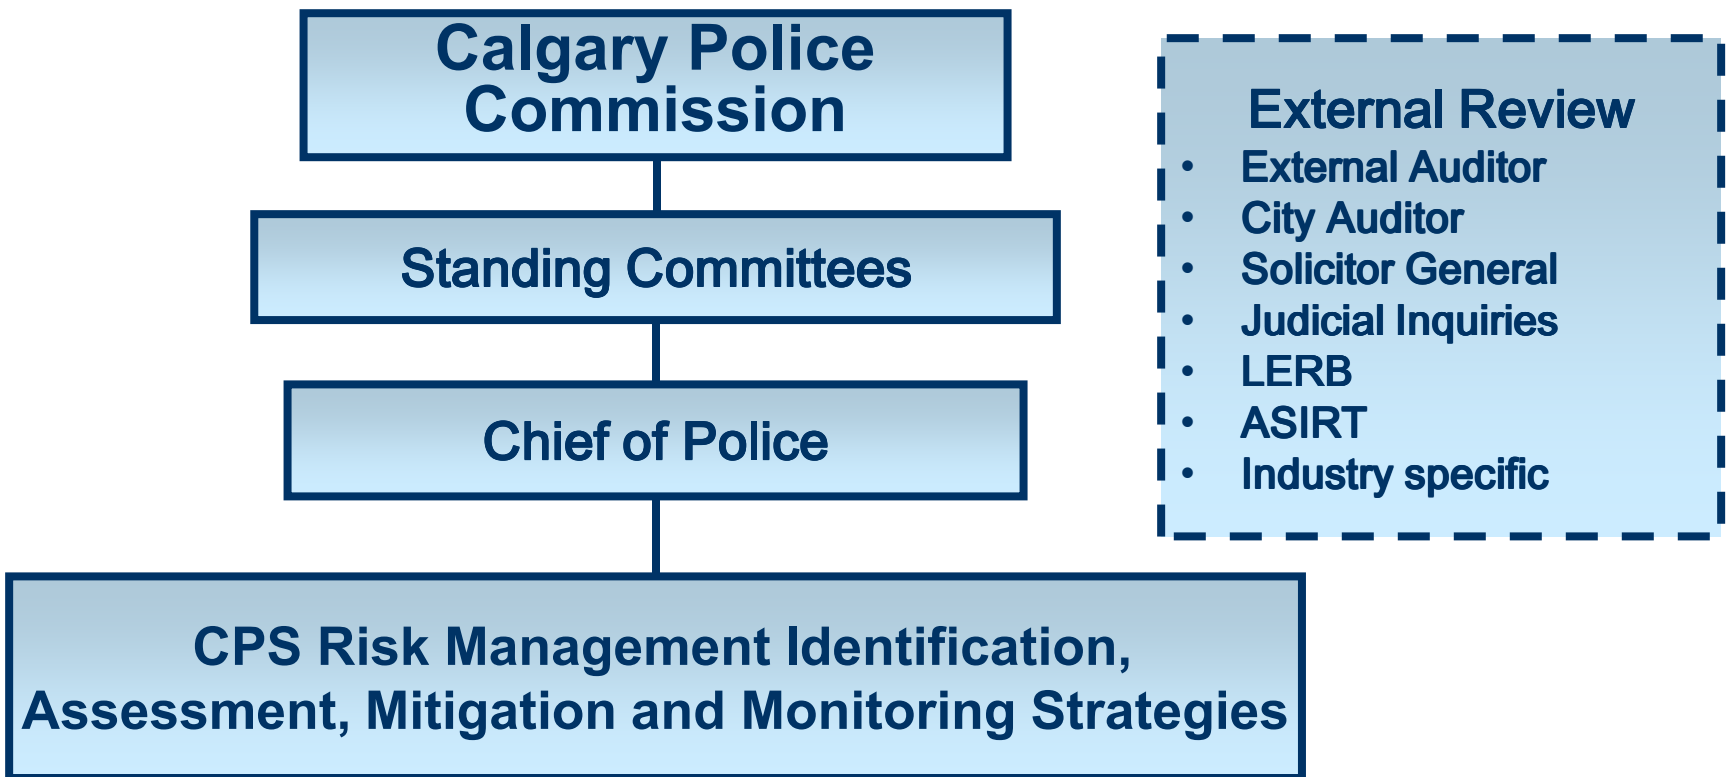 Calgary Police
Commission
Standing Committees
Chief of Police
CPS Risk Management Identification,
Assessment, Mitigation and Monitoring Strategies
External Review
• External Auditor
• City Auditor
• Solicitor General
• Judicial Inquiries
• LERB
• ASIRT
• Industry specific